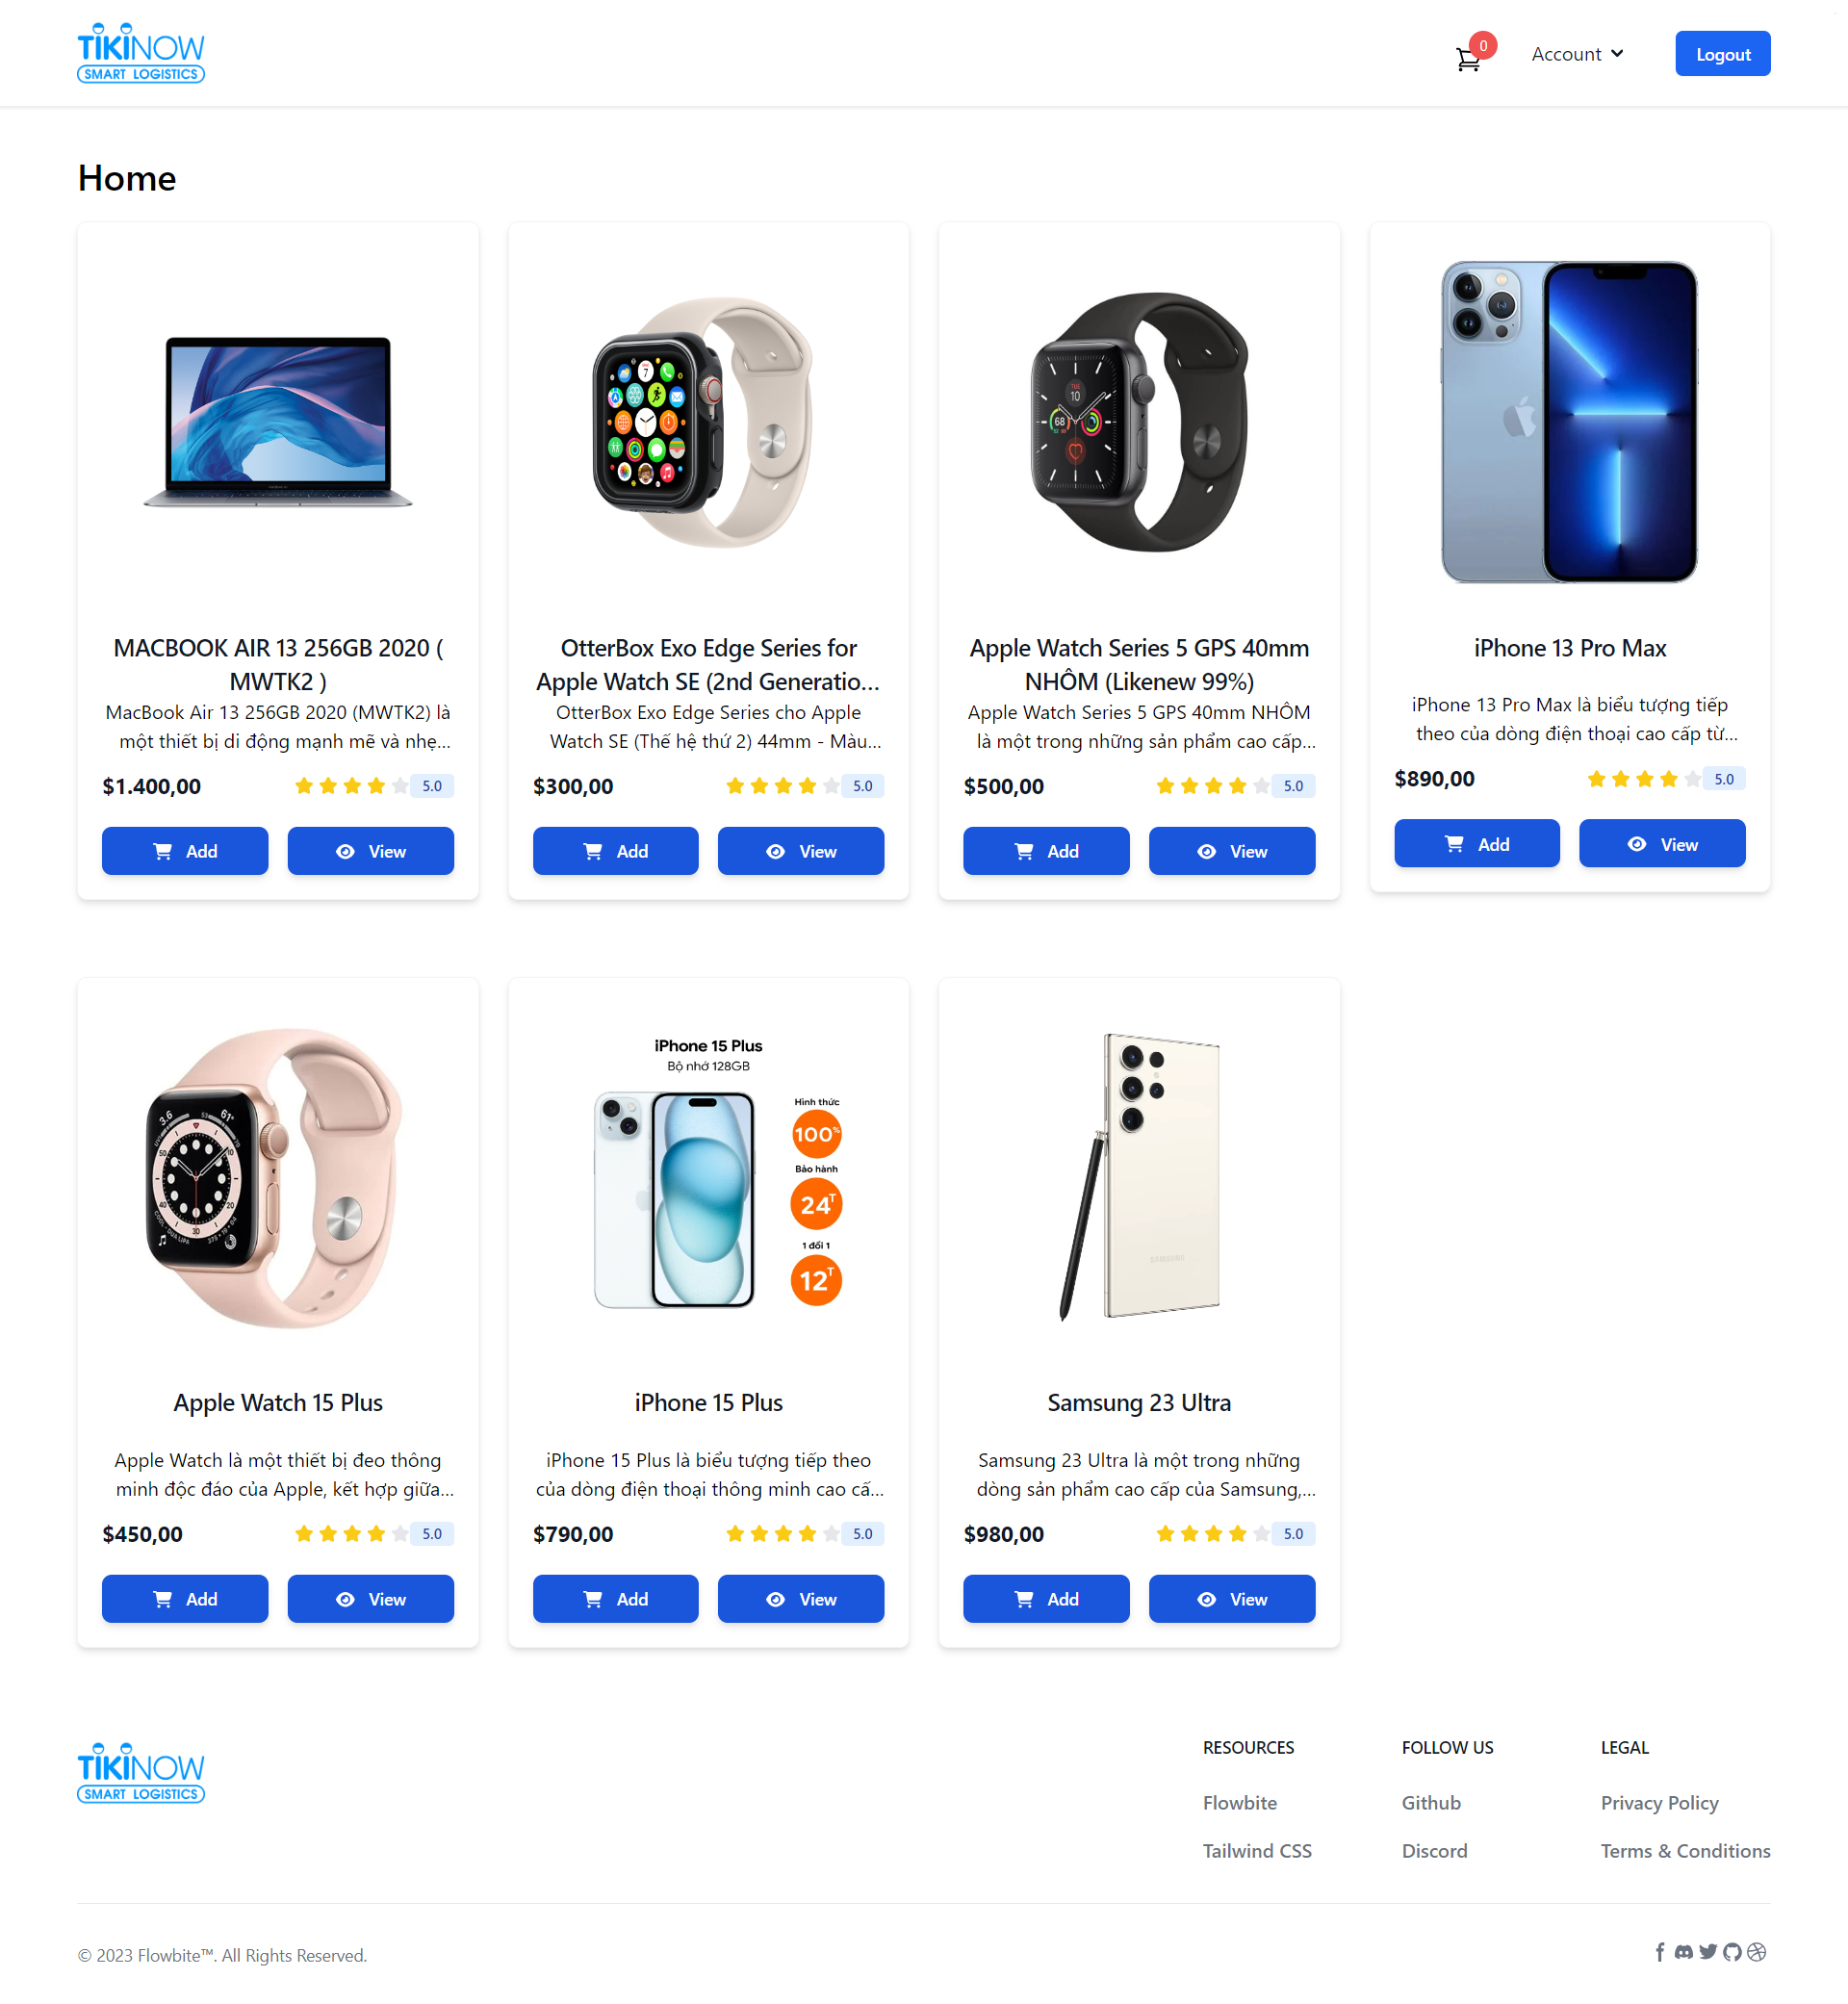 TIKINOW
SMART LOGISTICS
0
Account
Logout
Home
MACBOOK AIR 13 256GB 2020 (
MWTK2 )
MacBook Air 13 256GB 2020 (MWTK2) là
một thiết bị di động mạnh mẽ và nhẹ...
$1.400,00
5.0
Add
View
OtterBox Exo Edge Series for
Apple Watch SE (2nd Generatio...
OtterBox Exo Edge Series cho Apple
Watch SE (Thế hệ thứ 2) 44mm - Màu...
$300,00
5.0
Add
View
Apple Watch Series 5 GPS 40mm
NHÔM (Likenew 99%)
Apple Watch Series 5 GPS 40mm NHÔM
là một trong những sản phẩm cao cấp...
$500,00
5.0
Add
View
iPhone 13 Pro Max
iPhone 13 Pro Max là biểu tượng tiếp
theo của dòng điện thoại cao cấp từ...
$890,00
5.0
Add
View
Apple Watch 15 Plus
Apple Watch là một thiết bị đeo thông
minh độc đáo của Apple, kết hợp giữa...
$450,00
5.0
Add
View
iPhone 15 Plus
Bộ nhớ 128GB
Hình thức
100%
Bảo hành
24T
1 đổi 1
12T
iPhone 15 Plus
iPhone 15 Plus là biểu tượng tiếp theo
của dòng điện thoại thông minh cao cấ...
$790,00
5.0
Add
View
SAMSUNG
Samsung 23 Ultra
Samsung 23 Ultra là một trong những
dòng sản phẩm cao cấp của Samsung,...
$980,00
5.0
Add
View
TIKINOW
SMART LOGISTICS
RESOURCES
Flowbite
Tailwind CSS
FOLLOW US
Github
Discord
LEGAL
Privacy Policy
Terms & Conditions
© 2023 Flowbite™. All Rights Reserved.